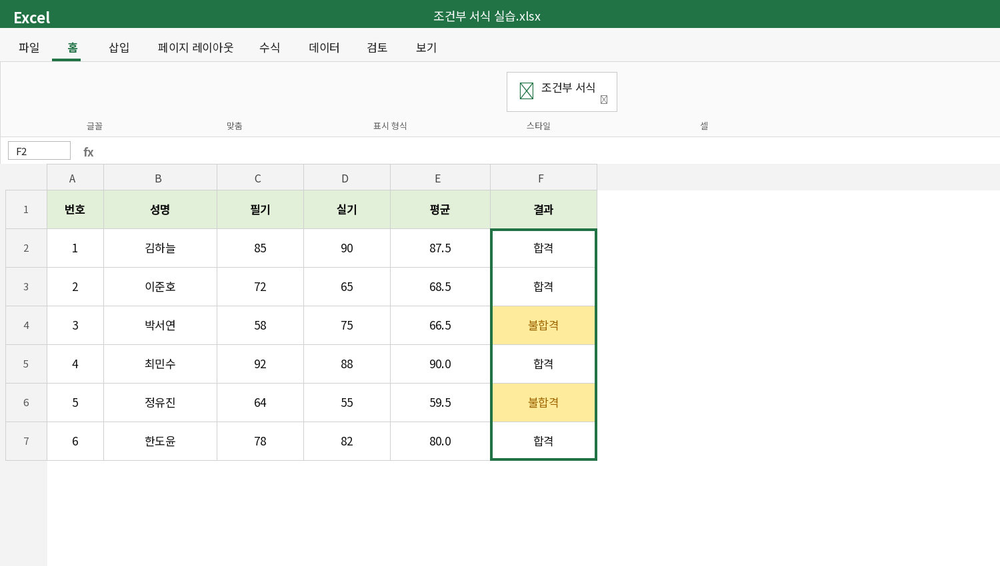 Excel 조건부 서식 실습.xlsx
파일 홈 삽입 페이지 레이아웃 수식 데이터 검토 보기
조건부 서식
글꼴 맞춤 표시 형식 스타일 셀
F2 fx
A B C D E F
1 번호 성명 필기 실기 평균 결과
2 1 김하늘 85 90 87.5 합격
3 2 이준호 72 65 68.5 합격
4 3 박서연 58 75 66.5 불합격
5 4 최민수 92 88 90.0 합격
6 5 정유진 64 55 59.5 불합격
7 6 한도윤 78 82 80.0 합격